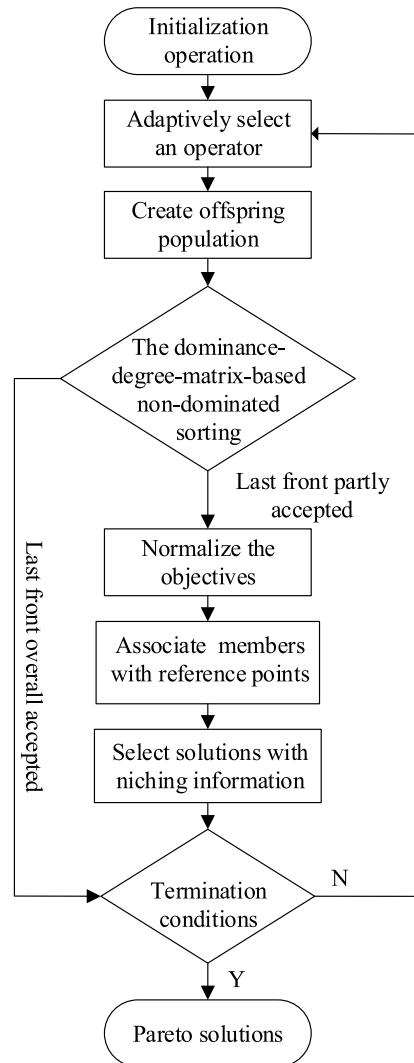 Initialization
operation
Adaptively select
an operator
Create offspring
population
The dominance-
degree-matrix-based
non-dominated
sorting
Last front partly
accepted
Last front overall accepted
Normalize the
objectives
Associate members
with reference points
Select solutions with
niching information
Termination
conditions
N
Y
Pareto solutions